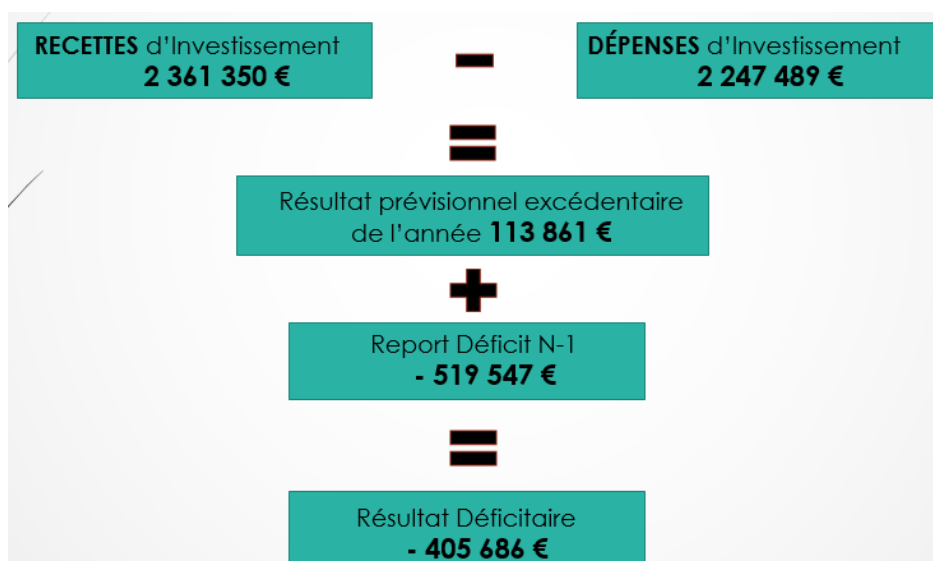 RECETTES d'Investissement
2 361 350 €
-
DÉPENSES d'Investissement
2 247 489 €
=
Résultat prévisionnel excédentaire
de l'année 113 861 €
+
Report Déficit N-1
- 519 547 €
=
Résultat Déficitaire
- 405 686 €